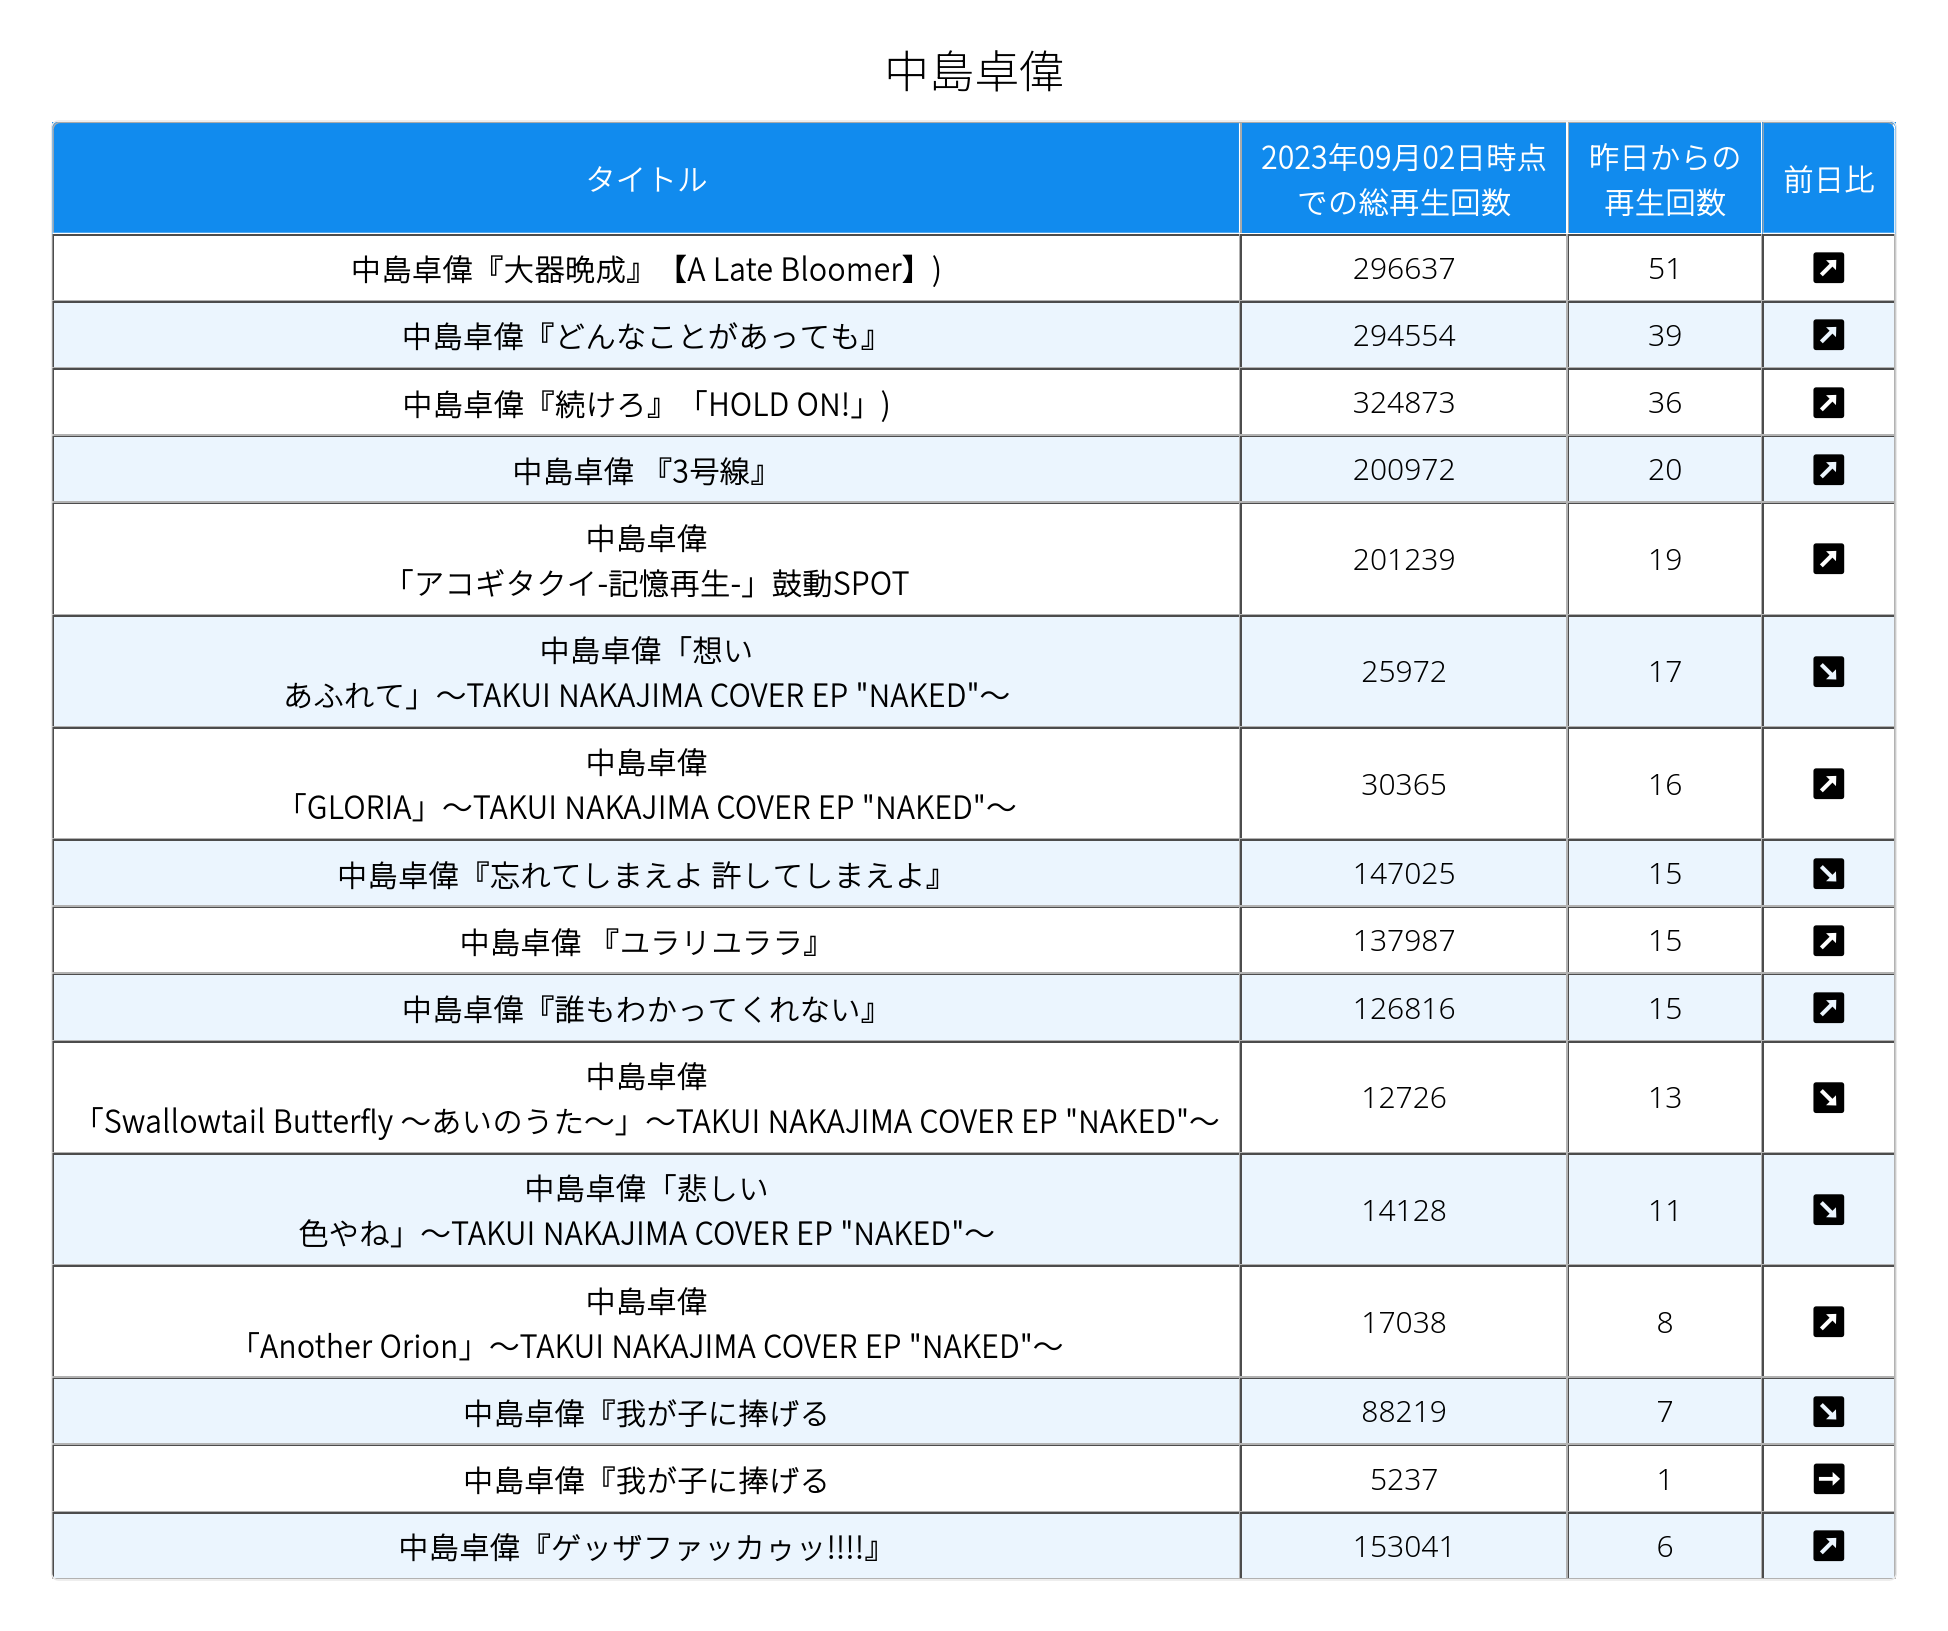 中島卓偉
タイトル
2023年09月02日時点
での総再生回数
昨日からの
再生回数
前日比
中島卓偉『大器晩成』【A Late Bloomer】)
296637
51
中島卓偉『どんなことがあっても』
294554
39
中島卓偉『続けろ』「HOLD ON!」)
324873
36
中島卓偉 『3号線』
200972
20
中島卓偉
「アコギタクイ-記憶再生-」鼓動SPOT
201239
19
中島卓偉「想い
あふれて」～TAKUI NAKAJIMA COVER EP "NAKED"～
25972
17
中島卓偉
「GLORIA」～TAKUI NAKAJIMA COVER EP "NAKED"～
30365
16
中島卓偉『忘れてしまえよ 許してしまえよ』
147025
15
中島卓偉 『ユラリユララ』
137987
15
中島卓偉『誰もわかってくれない』
126816
15
中島卓偉
「Swallowtail Butterfly ～あいのうた～」～TAKUI NAKAJIMA COVER EP "NAKED"～
12726
13
中島卓偉「悲しい
色やね」～TAKUI NAKAJIMA COVER EP "NAKED"～
14128
11
中島卓偉
「Another Orion」～TAKUI NAKAJIMA COVER EP "NAKED"～
17038
8
中島卓偉『我が子に捧げる
88219
7
中島卓偉『我が子に捧げる
5237
1
中島卓偉『ゲッザファッカゥッ!!!!』
153041
6